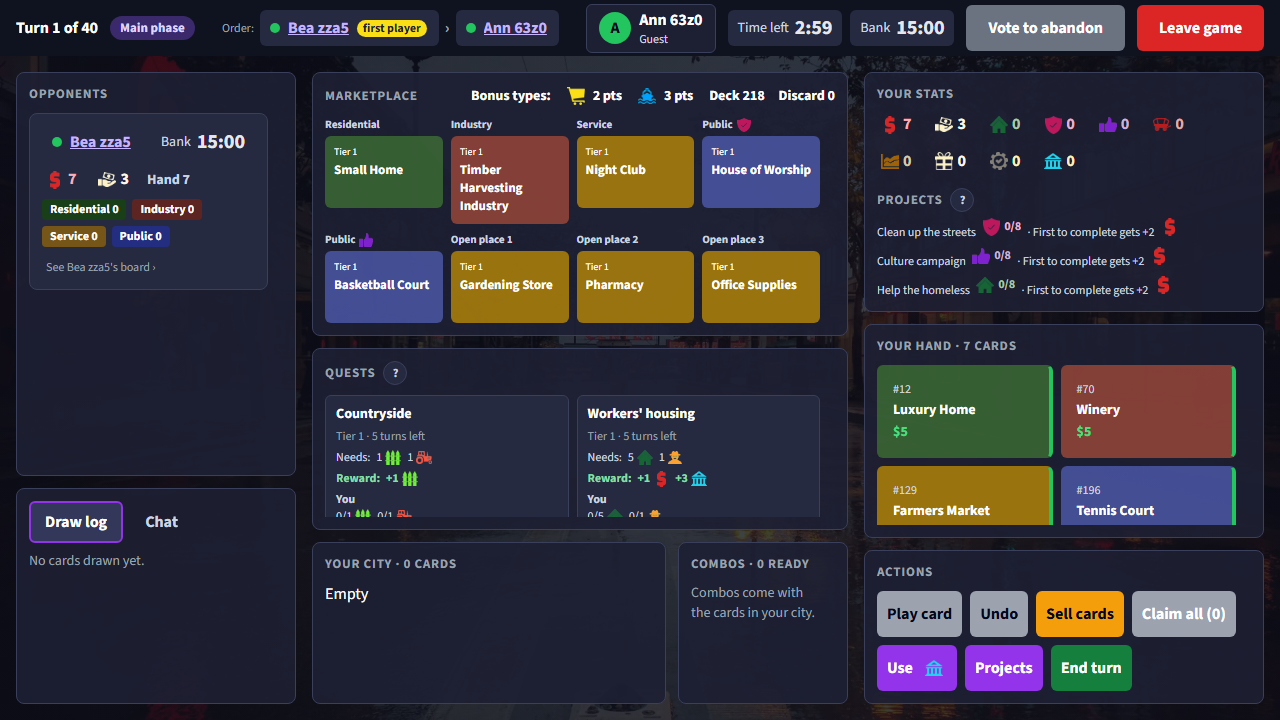 Turn 1 of 40
Main phase
Order:
Bea zza5
first player
›
Ann 63z0
A
Ann 63z0
Guest
Time left 2:59
Bank 15:00
Vote to abandon
Leave game
OPPONENTS
Bea zza5
Bank 15:00
7
3
Hand 7
Residential 0
Industry 0
Service 0
Public 0
See Bea zza5's board ›
Draw log
Chat
No cards drawn yet.
MARKETPLACE
Bonus types:
2 pts
3 pts
Deck 218
Discard 0
Residential
Industry
Service
Public
Tier 1
Small Home
Tier 1
Timber
Harvesting
Industry
Tier 1
Night Club
Tier 1
House of Worship
Public
Open place 1
Open place 2
Open place 3
Tier 1
Basketball Court
Tier 1
Gardening Store
Tier 1
Pharmacy
Tier 1
Office Supplies
QUESTS
?
Countryside
Tier 1 · 5 turns left
Needs: 1 1
Reward: +1
You
0/1 0/1
Workers' housing
Tier 1 · 5 turns left
Needs: 5 1
Reward: +1 +3
You
0/5 0/1
YOUR CITY · 0 CARDS
Empty
COMBOS · 0 READY
Combos come with
the cards in your city.
YOUR STATS
$ 7 3 0 0 0 0
0 0 0 0
PROJECTS
?
Clean up the streets 0/8 · First to complete gets +2 $
Culture campaign 0/8 · First to complete gets +2 $
Help the homeless 0/8 · First to complete gets +2 $
YOUR HAND · 7 CARDS
#12
Luxury Home
$5
#70
Winery
$5
#129
Farmers Market
#196
Tennis Court
ACTIONS
Play card
Undo
Sell cards
Claim all (0)
Use
Projects
End turn